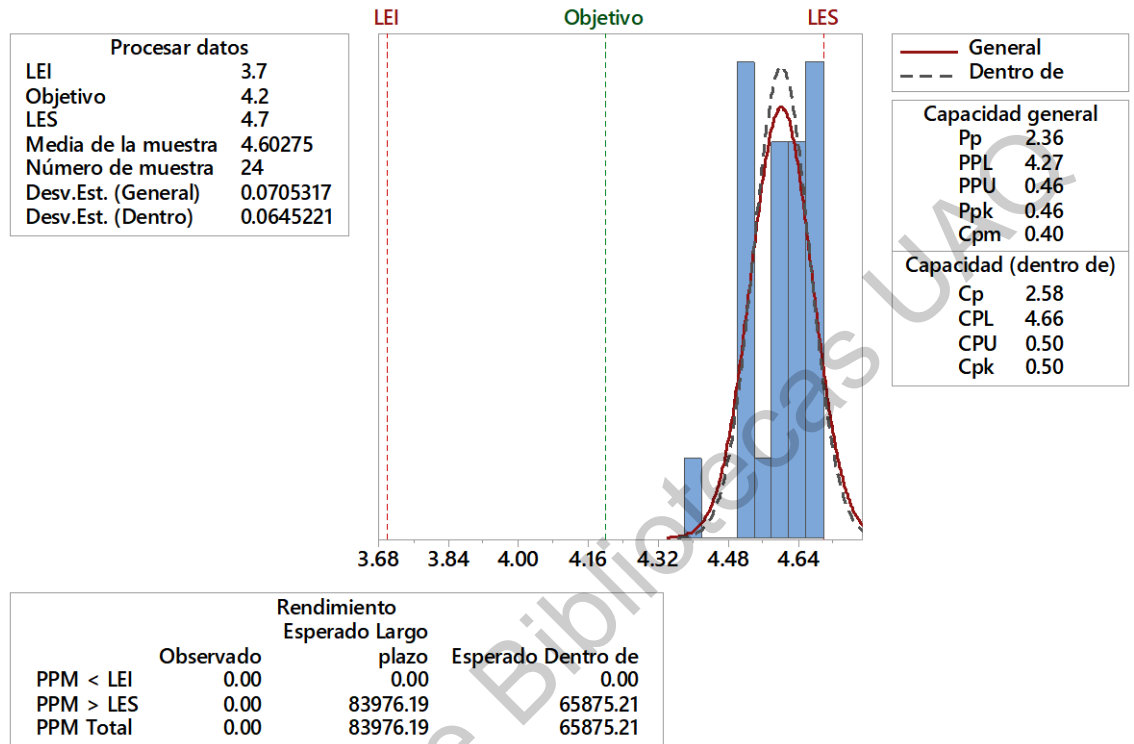 LEI Objetivo LES
Procesar datos
LEI 3.7
Objetivo 4.2
LES 4.7
Media de la muestra 4.60275
Número de muestra 24
Desv.Est. (General) 0.0705317
Desv.Est. (Dentro) 0.0645221
General
Dentro de
Capacidad general
Pp 2.36
PPL 4.27
PPU 0.46
Ppk 0.46
Cpm 0.40
Capacidad (dentro de)
Cp 2.58
CPL 4.66
CPU 0.50
Cpk 0.50
3.68 3.84 4.00 4.16 4.32 4.48 4.64
Rendimiento
Esperado Largo
Observado plazo Esperado Dentro de
PPM < LEI 0.00 0.00 0.00
PPM > LES 0.00 83976.19 65875.21
PPM Total 0.00 83976.19 65875.21
e Bibliotecas UAQ